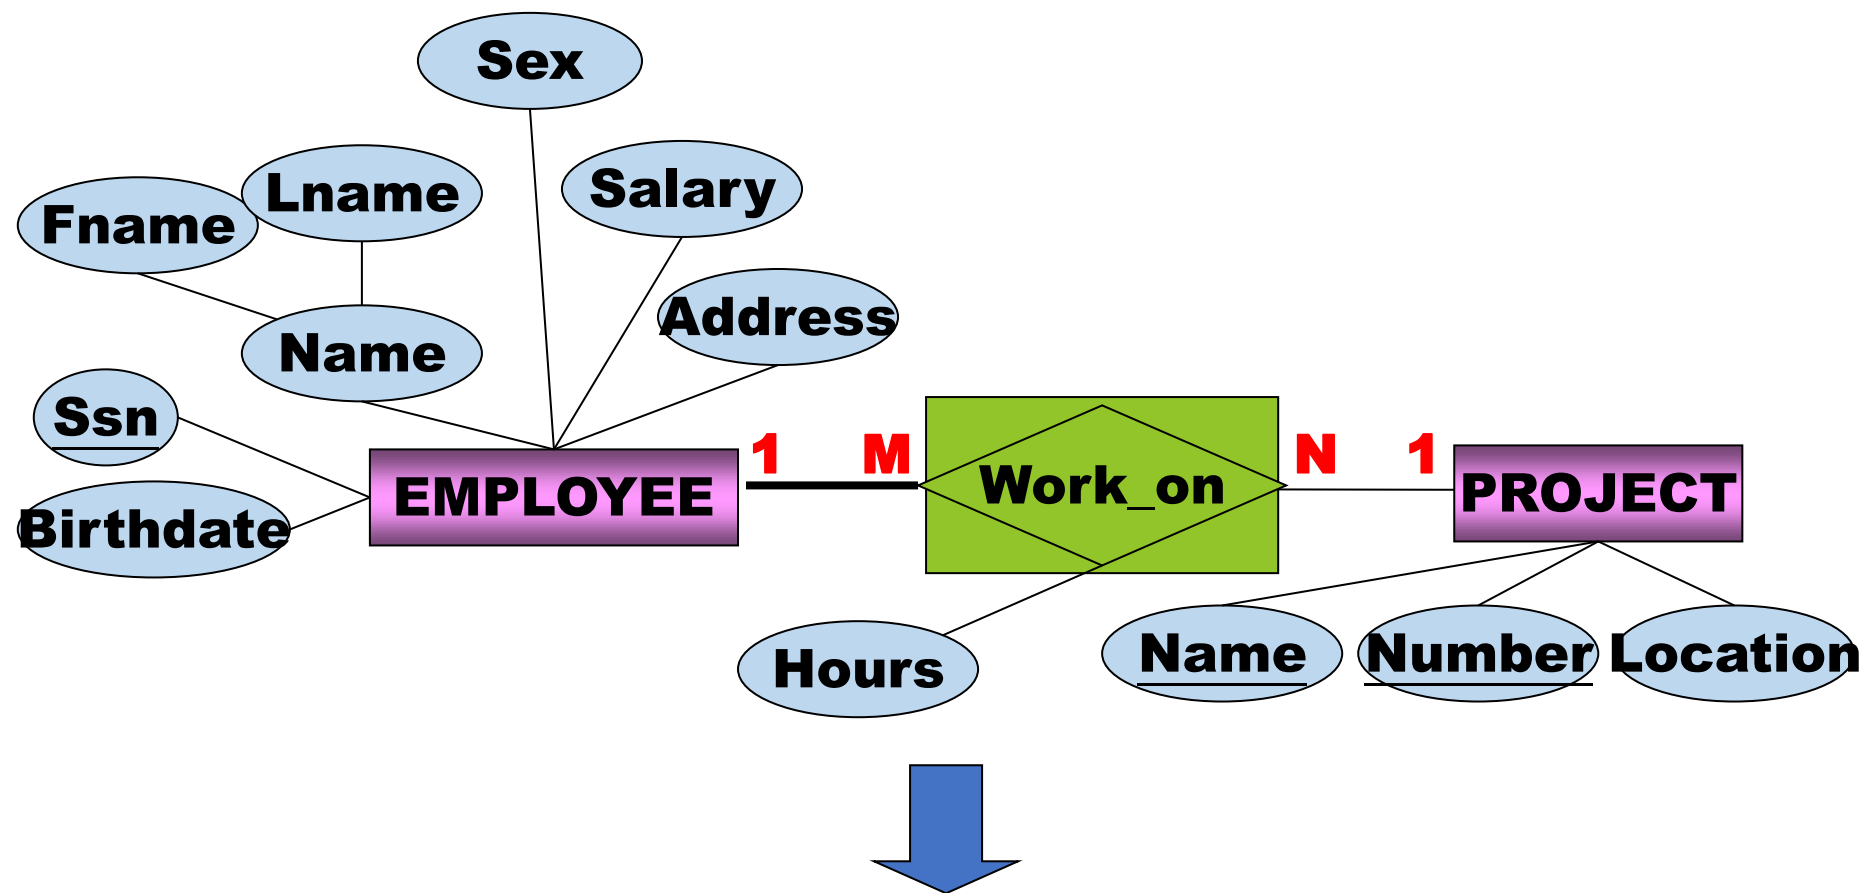 Sex
Salary
Lname
Fname
Address
Name
Ssn
1 M
N 1
EMPLOYEE
Work_on
PROJECT
Birthdate
Name
Number
Location
Hours